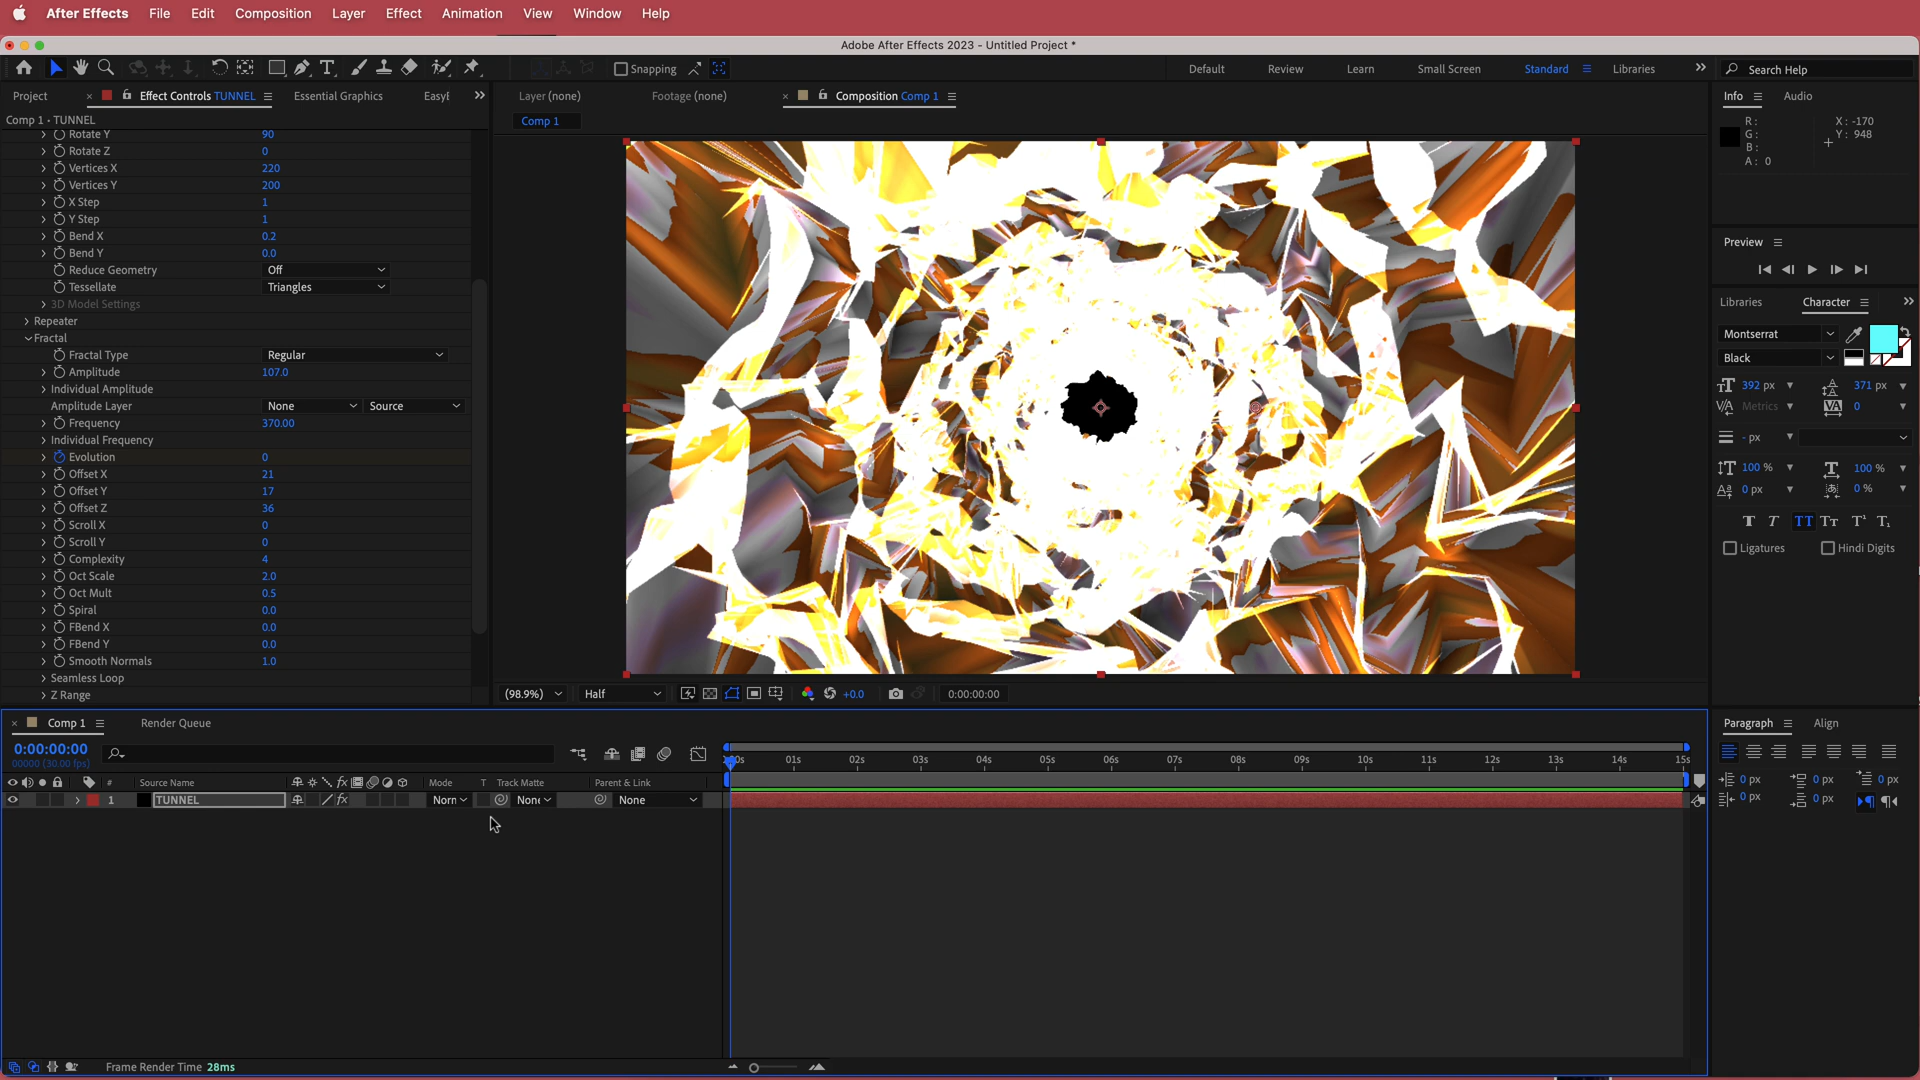 After Effects File Edit Composition Layer Effect Animation View Window Help
Adobe After Effects 2023 - Untitled Project *
Snapping Default Review Learn Small Screen Standard Libraries Search Help
Project Effect Controls TUNNEL Essential Graphics
Layer (none) Footage (none) Composition Comp 1
Info Audio
Comp 1 • TUNNEL
Comp 1
Rotate Y 90
Rotate Z 0
Vertices X 220
Vertices Y 200
X Step 1
Y Step 1
Bend X 0.2
Bend Y 0.0
Reduce Geometry Off
Tessellate Triangles
3D Model Settings
Repeater
Fractal
Fractal Type Regular
Amplitude 107.0
Individual Amplitude
Amplitude Layer None Source
Frequency 370.00
Individual Frequency
Evolution 0
Offset X 21
Offset Y 17
Offset Z 36
Scroll X 0
Scroll Y 0
Complexity 4
Oct Scale 2.0
Oct Mult 0.5
Spiral 0.0
FBend X 0.0
FBend Y 0.0
Smooth Normals 1.0
Seamless Loop
Z Range
(98.9%) Half +0.0 0:00:00:00
R: X: -170
G: Y: 948
B:
A: 0
Preview
Libraries Character
Montserrat
Black
392 px 371 px
Metrics 0
- px
100 % 100 %
0 px 0 %
Ligatures Hindi Digits
Comp 1 Render Queue
0:00:00:00
00000 (30.00 fps)
# Source Name Mode T Track Matte Parent & Link
1 TUNNEL None
01s 02s 03s 04s 05s 06s 07s 08s 09s 10s 11s 12s 13s 14s 15s
Paragraph Align
0 px 0 px 0 px
0 px 0 px
Frame Render Time 28ms